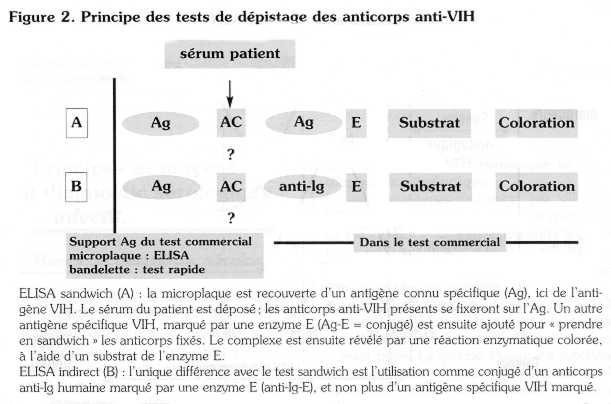 Figure 2. Principe des tests de dépistage des anticorps anti-VIH
sérum patient
A Ag AC Ag E Substrat Coloration
?
B Ag AC anti-Ig E Substrat Coloration
?
Support Ag du test commercial
microplaque : ELISA
bandelette : test rapide
Dans le test commercial
ELISA sandwich (A) : la microplaque est recouverte d'un antigène connu spécifique (Ag), ici de l'anti-
gène VIH. Le sérum du patient est déposé ; les anticorps anti-VIH présents se fixeront sur l'Ag. Un autre
antigène spécifique VIH, marqué par une enzyme E (Ag-E = conjugé) est ensuite ajouté pour « prendre
en sandwich » les anticorps fixés. Le complexe est ensuite révélé par une réaction enzymatique colorée,
à l'aide d'un substrat de l'enzyme E.
ELISA indirect (B) : l'unique différence avec le test sandwich est l'utilisation comme conjugé d'un anticorps
anti-Ig humaine marqué par une enzyme E (anti-Ig-E), et non plus d'un antigène spécifique VIH marqué.